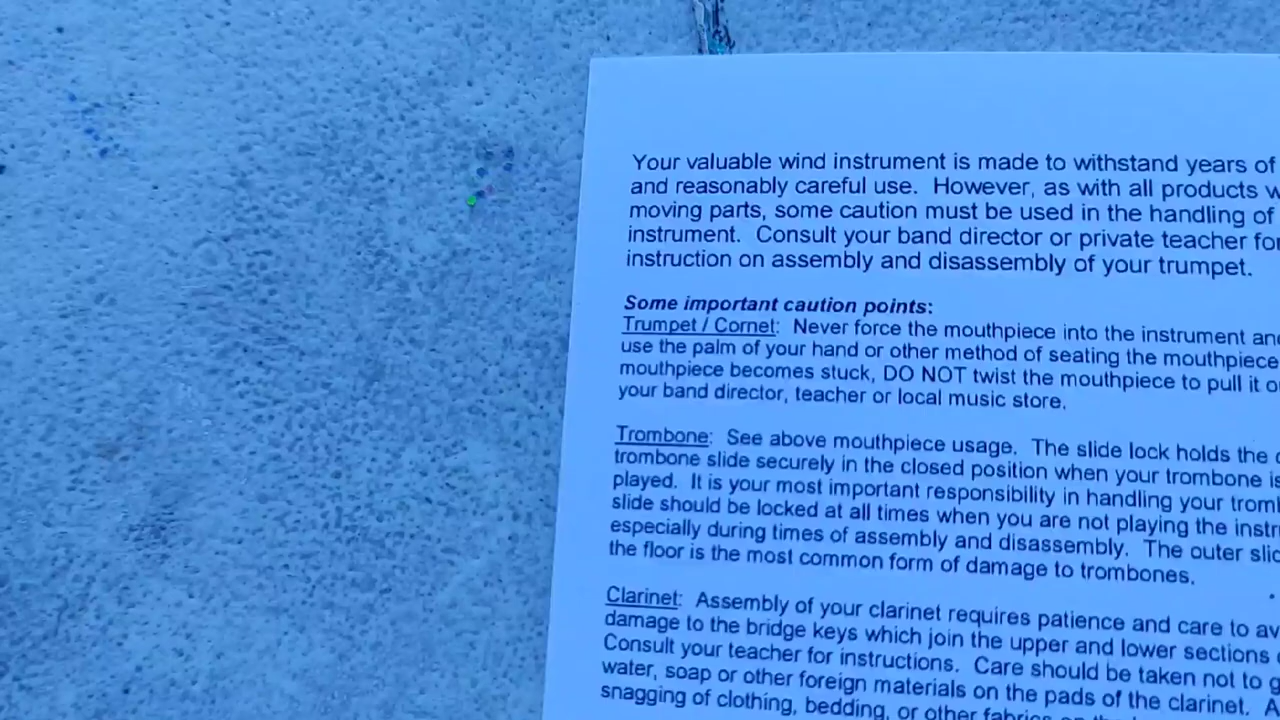 Your valuable wind instrument is made to withstand years of
and reasonably careful use. However, as with all products
moving parts, some caution must be used in the handling of
instrument. Consult your band director or private teacher for
instruction on assembly and disassembly of your trumpet.
Some important caution points:
Trumpet / Cornet: Never force the mouthpiece into the instrument
use the palm of your hand or other method of seating the mouthpiece
mouthpiece becomes stuck, DO NOT twist the mouthpiece to pull it
your band director, teacher or local music store.
Trombone: See above mouthpiece usage. The slide lock holds the
trombone slide securely in the closed position when your trombone is
played. It is your most important responsibility in handling your
slide should be locked at all times when you are not playing the
especially during times of assembly and disassembly. The outer
the floor is the most common form of damage to trombones.
Clarinet: Assembly of your clarinet requires patience and care to
damage to the bridge keys which join the upper and lower sections
Consult your teacher for instructions. Care should be taken not to
water, soap or other foreign materials on the pads of the clarinet.
snagging of clothing, bedding, or other